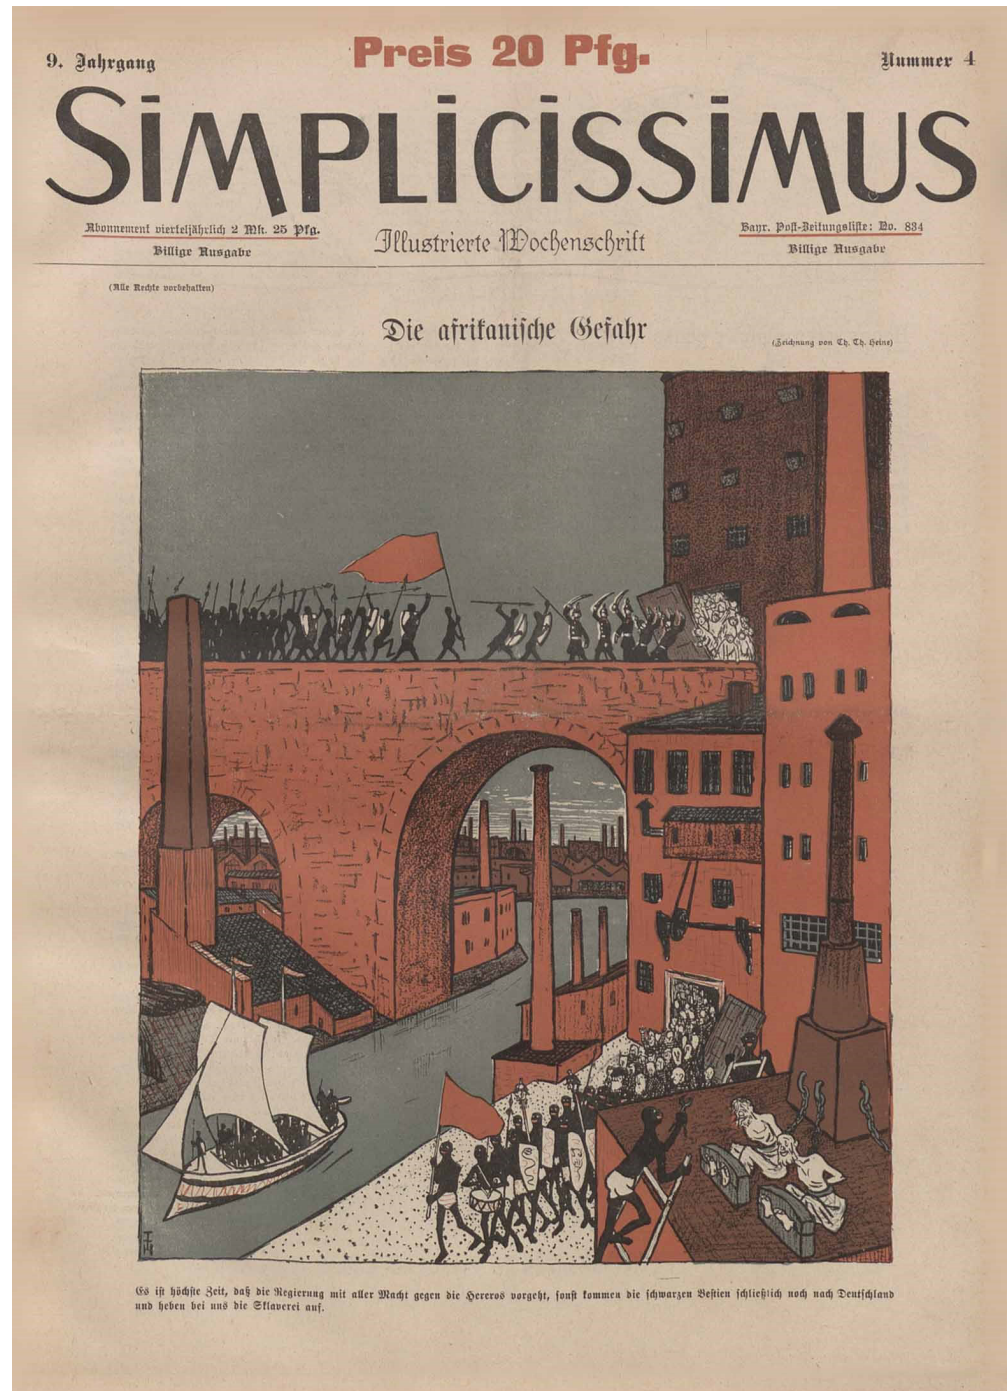 Preis 20 Pfg.
9. Jahrgang
Nummer 4
SIMPLICISSIMUS
Abonnement vierteljährlich 2 Mk. 25 Pfg.
Billige Ausgabe
Illustrierte Wochenschrift
Bayr. Post-Zeitungsliste: No. 834
Billige Ausgabe
(Alle Rechte vorbehalten)
Die afrikanische Gefahr
(Zeichnung von Th. Th. Heine)
TTH
Es ist höchste Zeit, daß die Regierung mit aller Macht gegen die Hereros vorgeht, sonst kommen die schwarzen Bestien schließlich noch nach Deutschland
und heben bei uns die Sklaverei auf.